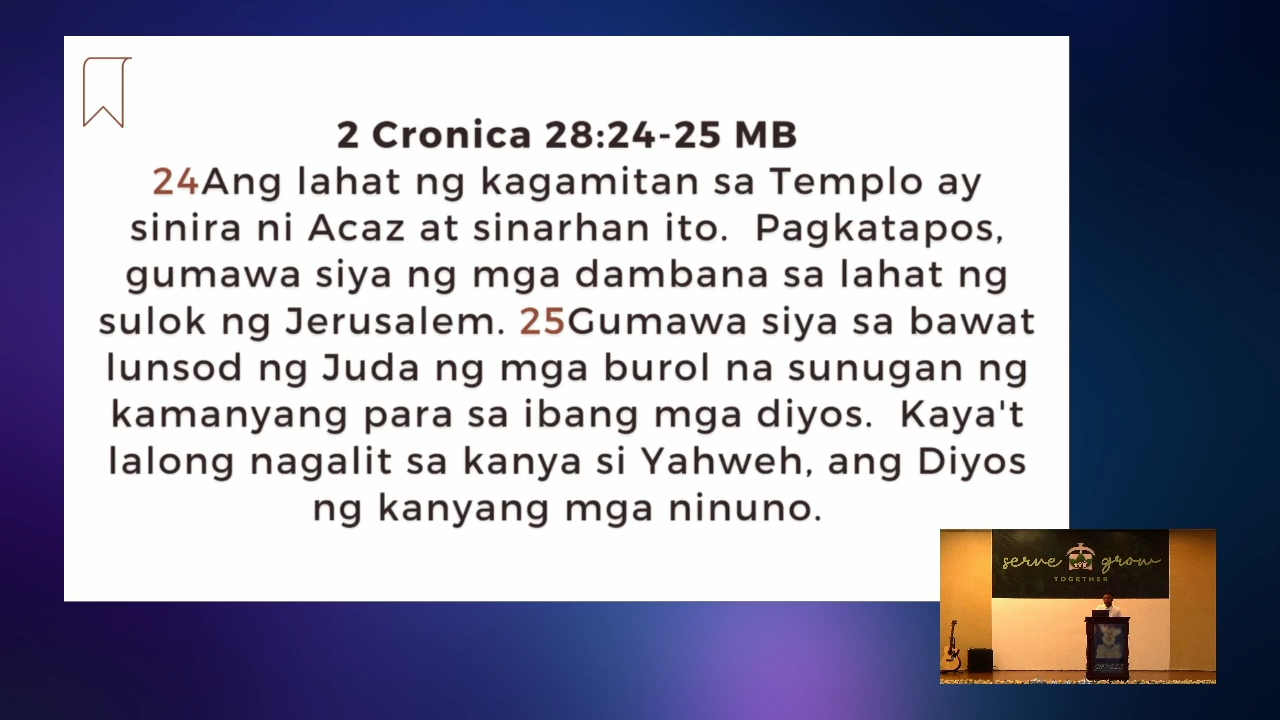 2 Cronica 28:24-25 MB
24Ang lahat ng kagamitan sa Templo ay
sinira ni Acaz at sinarhan ito.  Pagkatapos,
gumawa siya ng mga dambana sa lahat ng
sulok ng Jerusalem. 25Gumawa siya sa bawat
lunsod ng Juda ng mga burol na sunugan ng
kamanyang para sa ibang mga diyos.  Kaya't
lalong nagalit sa kanya si Yahweh, ang Diyos
ng kanyang mga ninuno.
serve grow
TOGETHER